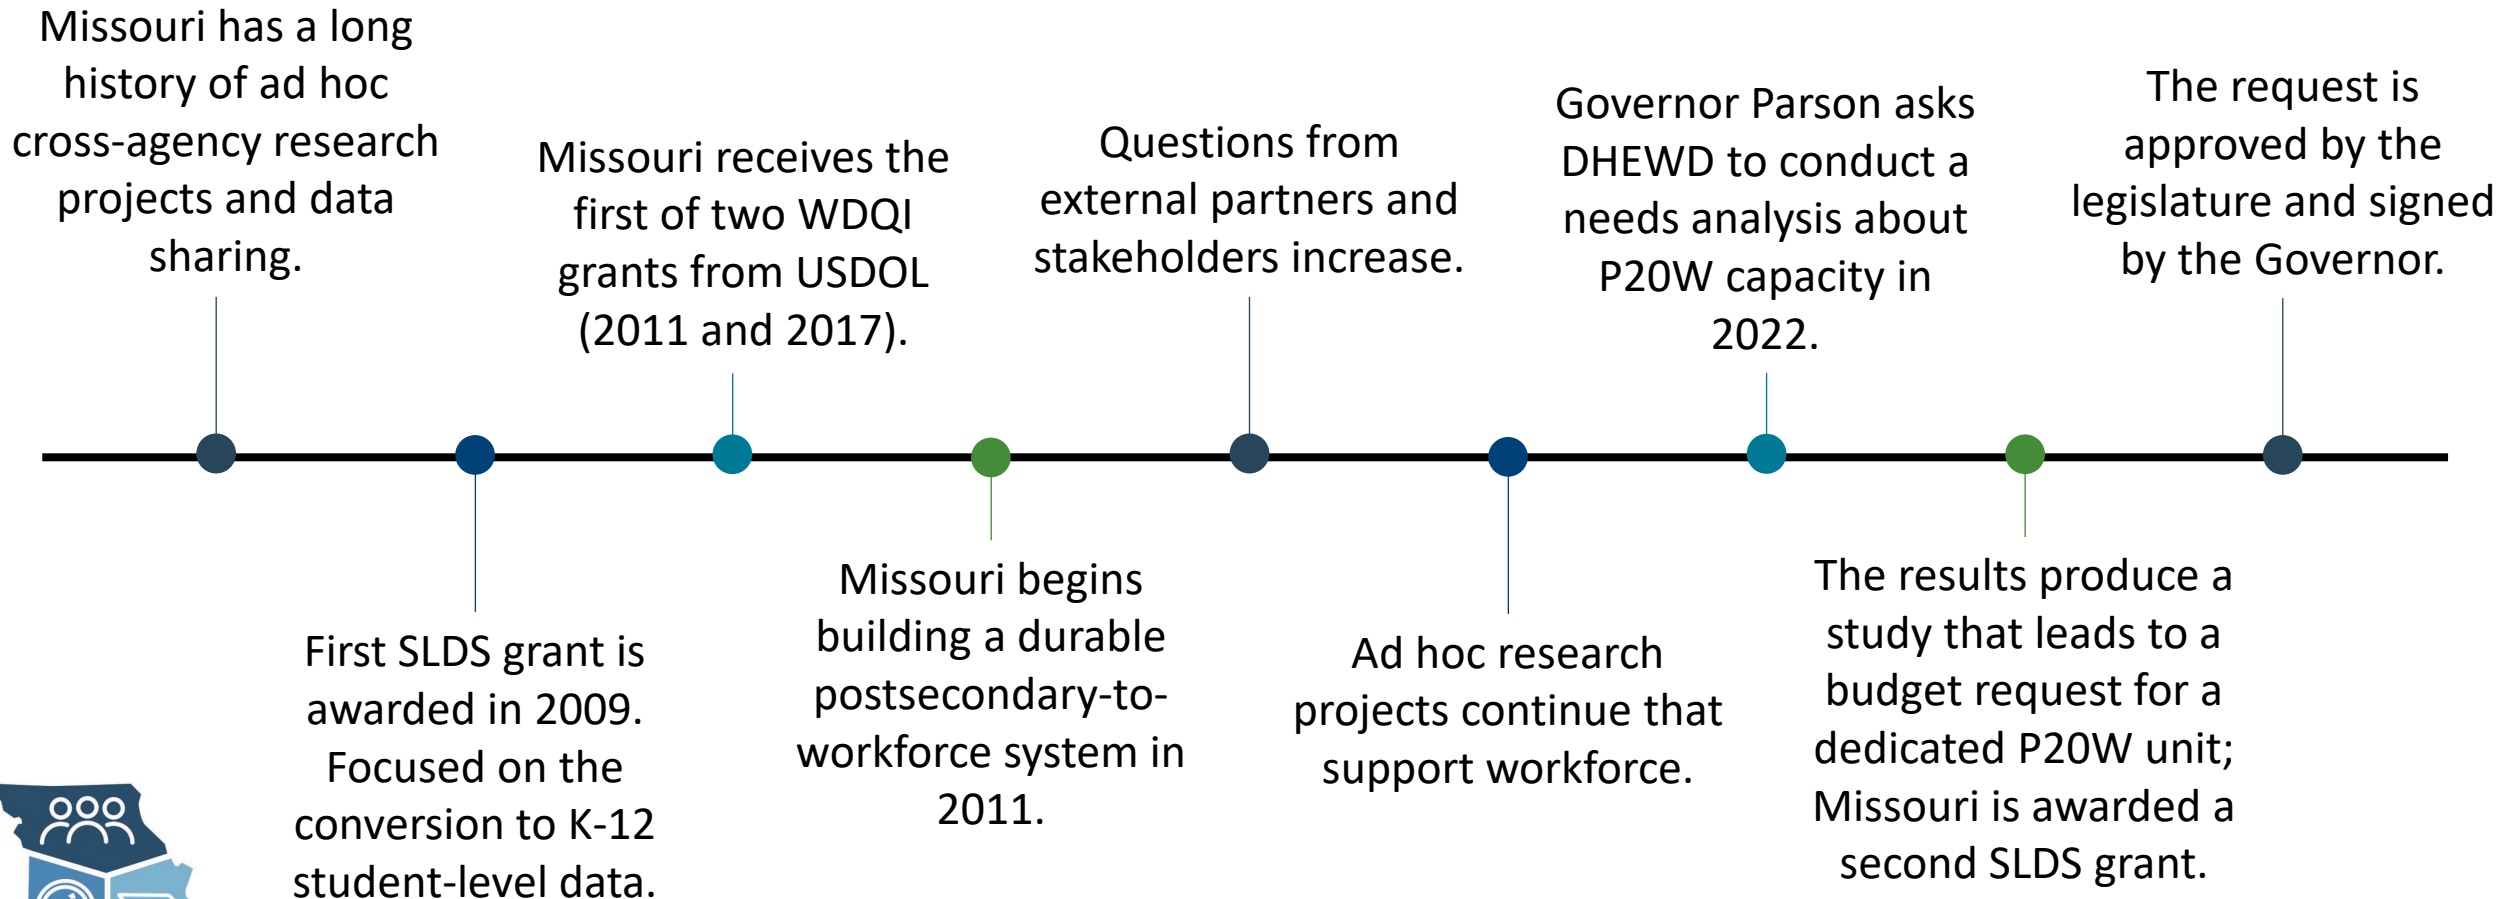 Missouri has a long
history of ad hoc
cross-agency research
projects and data
sharing.
First SLDS grant is
awarded in 2009.
Focused on the
conversion to K-12
student-level data.
Missouri receives the
first of two WDQI
grants from USDOL
(2011 and 2017).
Missouri begins
building a durable
postsecondary-to-
workforce system in
2011.
Questions from
external partners and
stakeholders increase.
Ad hoc research
projects continue that
support workforce.
Governor Parson asks
DHEWD to conduct a
needs analysis about
P20W capacity in
2022.
The results produce a
study that leads to a
budget request for a
dedicated P20W unit;
Missouri is awarded a
second SLDS grant.
The request is
approved by the
legislature and signed
by the Governor.